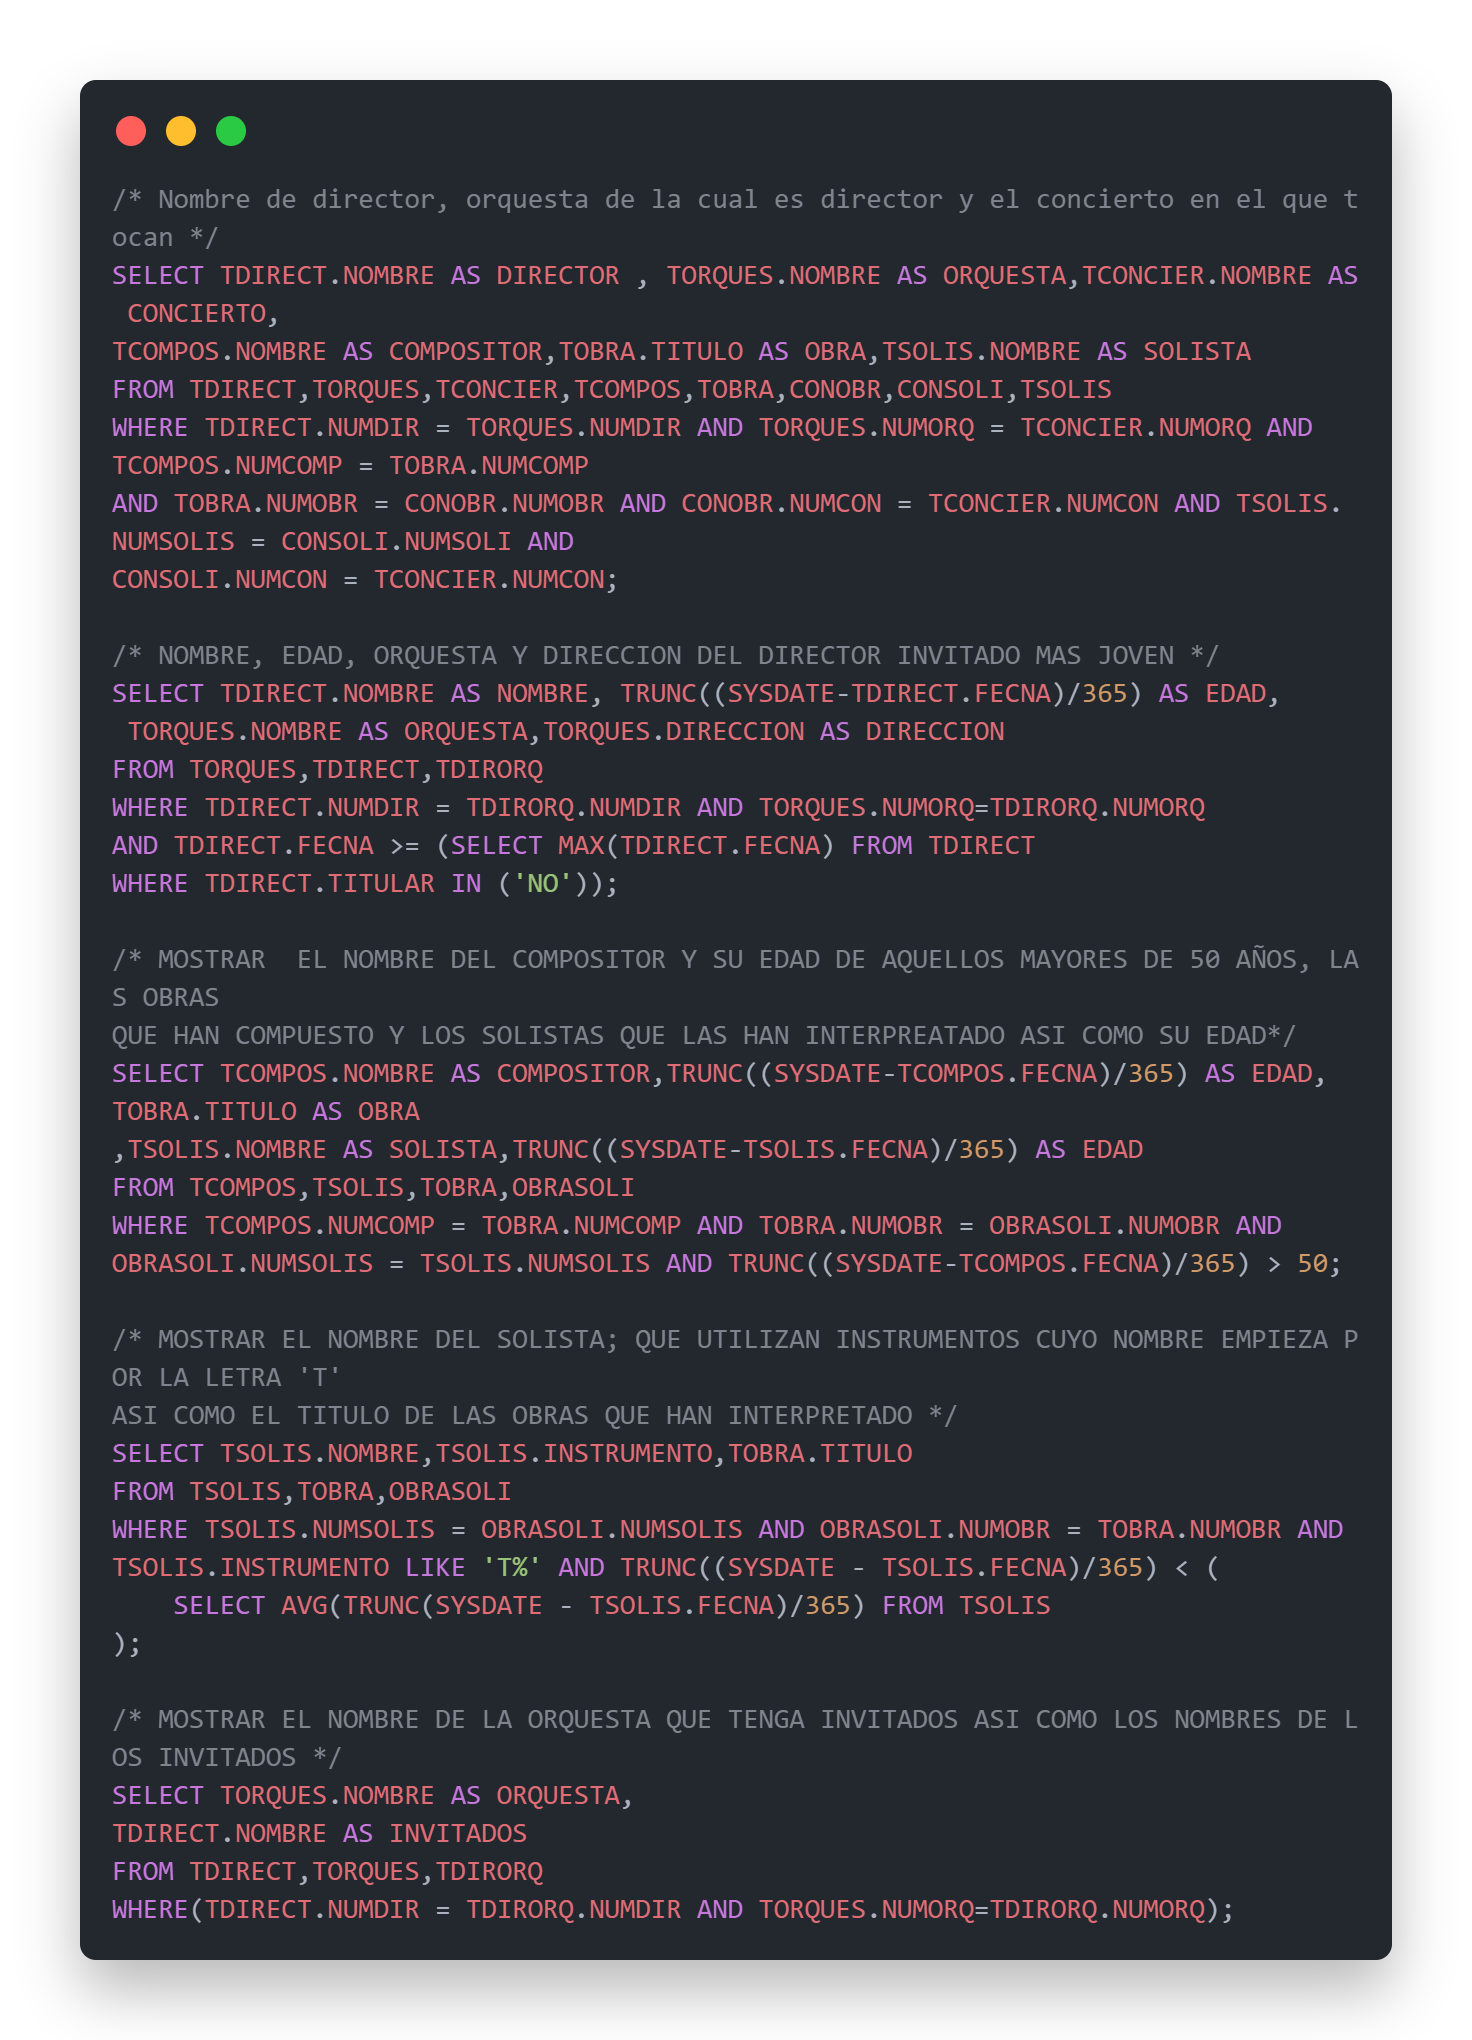 /* Nombre de director, orquesta de la cual es director y el concierto en el que t
ocan */
SELECT TDIRECT.NOMBRE AS DIRECTOR , TORQUES.NOMBRE AS ORQUESTA,TCONCIER.NOMBRE AS
 CONCIERTO,
TCOMPOS.NOMBRE AS COMPOSITOR,TOBRA.TITULO AS OBRA,TSOLIS.NOMBRE AS SOLISTA
FROM TDIRECT,TORQUES,TCONCIER,TCOMPOS,TOBRA,CONOBR,CONSOLI,TSOLIS
WHERE TDIRECT.NUMDIR = TORQUES.NUMDIR AND TORQUES.NUMORQ = TCONCIER.NUMORQ AND
TCOMPOS.NUMCOMP = TOBRA.NUMCOMP
AND TOBRA.NUMOBR = CONOBR.NUMOBR AND CONOBR.NUMCON = TCONCIER.NUMCON AND TSOLIS.
NUMSOLIS = CONSOLI.NUMSOLI AND
CONSOLI.NUMCON = TCONCIER.NUMCON;

/* NOMBRE, EDAD, ORQUESTA Y DIRECCION DEL DIRECTOR INVITADO MAS JOVEN */
SELECT TDIRECT.NOMBRE AS NOMBRE, TRUNC((SYSDATE-TDIRECT.FECNA)/365) AS EDAD,
 TORQUES.NOMBRE AS ORQUESTA,TORQUES.DIRECCION AS DIRECCION
FROM TORQUES,TDIRECT,TDIRORQ
WHERE TDIRECT.NUMDIR = TDIRORQ.NUMDIR AND TORQUES.NUMORQ=TDIRORQ.NUMORQ
AND TDIRECT.FECNA >= (SELECT MAX(TDIRECT.FECNA) FROM TDIRECT
WHERE TDIRECT.TITULAR IN ('NO'));

/* MOSTRAR  EL NOMBRE DEL COMPOSITOR Y SU EDAD DE AQUELLOS MAYORES DE 50 AÑOS, LA
S OBRAS
QUE HAN COMPUESTO Y LOS SOLISTAS QUE LAS HAN INTERPREATADO ASI COMO SU EDAD*/
SELECT TCOMPOS.NOMBRE AS COMPOSITOR,TRUNC((SYSDATE-TCOMPOS.FECNA)/365) AS EDAD,
TOBRA.TITULO AS OBRA
,TSOLIS.NOMBRE AS SOLISTA,TRUNC((SYSDATE-TSOLIS.FECNA)/365) AS EDAD
FROM TCOMPOS,TSOLIS,TOBRA,OBRASOLI
WHERE TCOMPOS.NUMCOMP = TOBRA.NUMCOMP AND TOBRA.NUMOBR = OBRASOLI.NUMOBR AND
OBRASOLI.NUMSOLIS = TSOLIS.NUMSOLIS AND TRUNC((SYSDATE-TCOMPOS.FECNA)/365) > 50;

/* MOSTRAR EL NOMBRE DEL SOLISTA; QUE UTILIZAN INSTRUMENTOS CUYO NOMBRE EMPIEZA P
OR LA LETRA 'T'
ASI COMO EL TITULO DE LAS OBRAS QUE HAN INTERPRETADO */
SELECT TSOLIS.NOMBRE,TSOLIS.INSTRUMENTO,TOBRA.TITULO
FROM TSOLIS,TOBRA,OBRASOLI
WHERE TSOLIS.NUMSOLIS = OBRASOLI.NUMSOLIS AND OBRASOLI.NUMOBR = TOBRA.NUMOBR AND
TSOLIS.INSTRUMENTO LIKE 'T%' AND TRUNC((SYSDATE - TSOLIS.FECNA)/365) < (
    SELECT AVG(TRUNC(SYSDATE - TSOLIS.FECNA)/365) FROM TSOLIS
);

/* MOSTRAR EL NOMBRE DE LA ORQUESTA QUE TENGA INVITADOS ASI COMO LOS NOMBRES DE L
OS INVITADOS */
SELECT TORQUES.NOMBRE AS ORQUESTA,
TDIRECT.NOMBRE AS INVITADOS
FROM TDIRECT,TORQUES,TDIRORQ
WHERE(TDIRECT.NUMDIR = TDIRORQ.NUMDIR AND TORQUES.NUMORQ=TDIRORQ.NUMORQ);